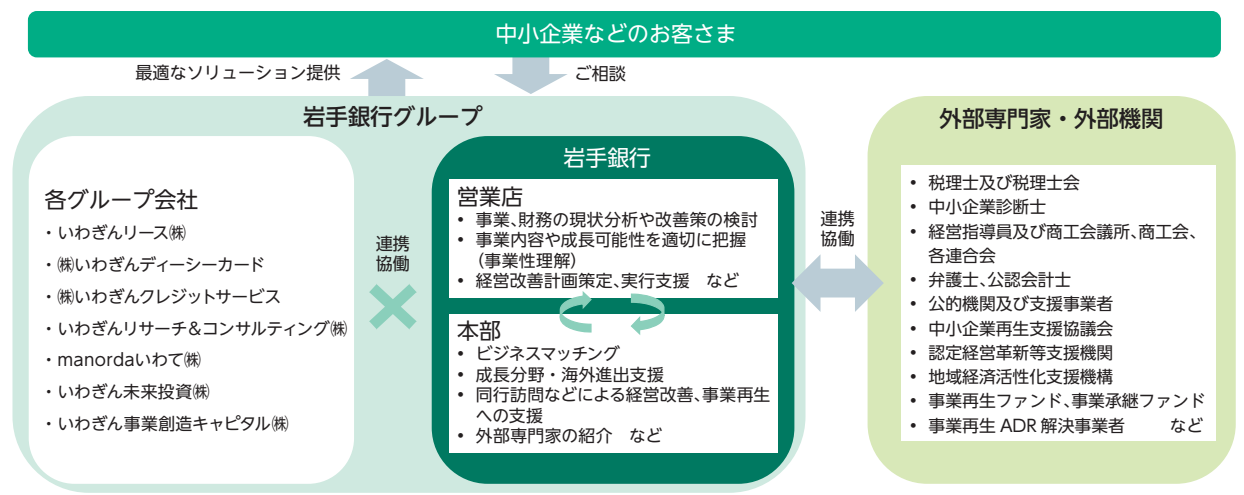 中小企業などのお客さま
最適なソリューション提供
ご相談
岩手銀行グループ
各グループ会社
・いわぎんリース㈱
・㈱いわぎんディーシーカード
・㈱いわぎんクレジットサービス
・いわぎんリサーチ＆コンサルティング㈱
・manordaいわて㈱
・いわぎん未来投資㈱
・いわぎん事業創造キャピタル㈱
連携
協働
岩手銀行
営業店
• 事業、財務の現状分析や改善策の検討
• 事業内容や成長可能性を適切に把握
（事業性理解）
• 経営改善計画策定、実行支援　など
本部
• ビジネスマッチング
• 成長分野・海外進出支援
• 同行訪問などによる経営改善、事業再生
への支援
• 外部専門家の紹介　など
連携
協働
外部専門家・外部機関
• 税理士及び税理士会
• 中小企業診断士
• 経営指導員及び商工会議所、商工会、
各連合会
• 弁護士、公認会計士
• 公的機関及び支援事業者
• 中小企業再生支援協議会
• 認定経営革新等支援機関
• 地域経済活性化支援機構
• 事業再生ファンド、事業承継ファンド
• 事業再生 ADR 解決事業者　　など